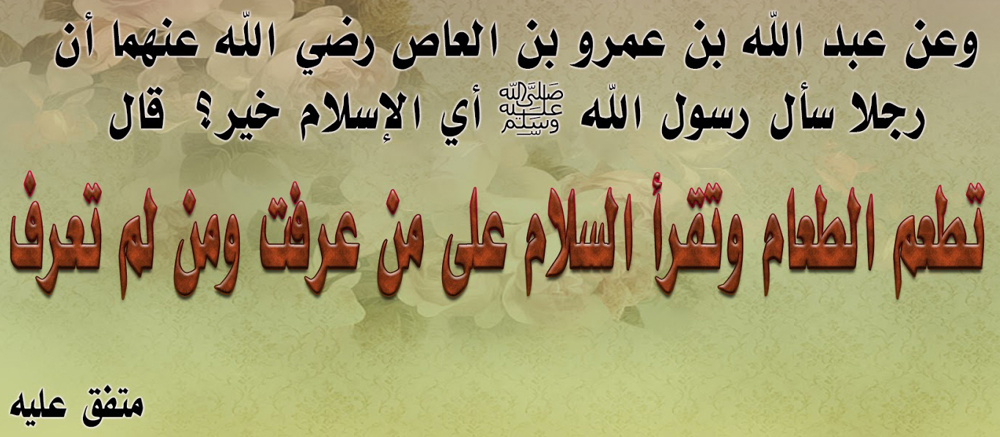 وعن عبد الله بن عمرو بن العاص رضي الله عنهما أن
رجلا سأل رسول الله ﷺ أي الإسلام خير؟ قال
تطعم الطعام وتقرأ السلام على من عرفت ومن لم تعرف
متفق عليه